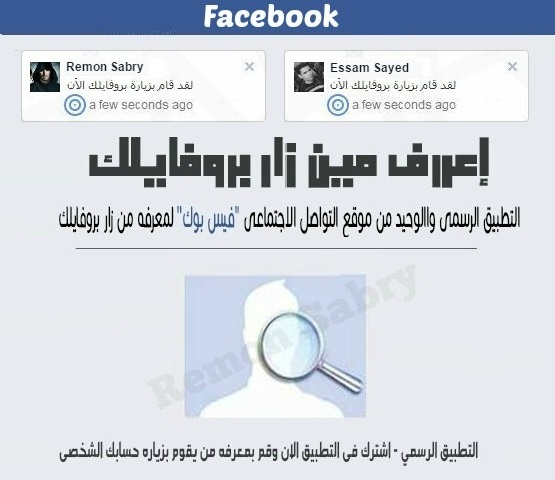 Facebook
Remon Sabry
لقد قام بزيارة بروفايلك الآن
a few seconds ago
Essam Sayed
لقد قام بزيارة بروفايلك الآن
a few seconds ago
إعررف مين زار بروفايلك
التطبيق الرسمى واالوحيد من موقع التواصل الاجتماعى "فيس بوك" لمعرفه من زار بروفايلك
Remon Sabry
التطبيق الرسمي - اشترك فى التطبيق الان وقم بمعرفه من يقوم بزياره حسابك الشخصى